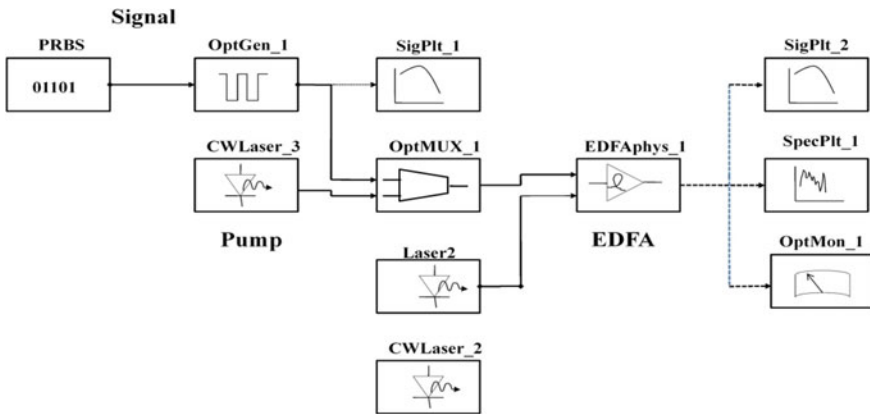 Signal
PRBS
OptGen_1
SigPlt_1
SigPlt_2
01101
CWLaser_3
OptMUX_1
EDFAphys_1
SpecPlt_1
Pump
EDFA
OptMon_1
Laser2
CWLaser_2